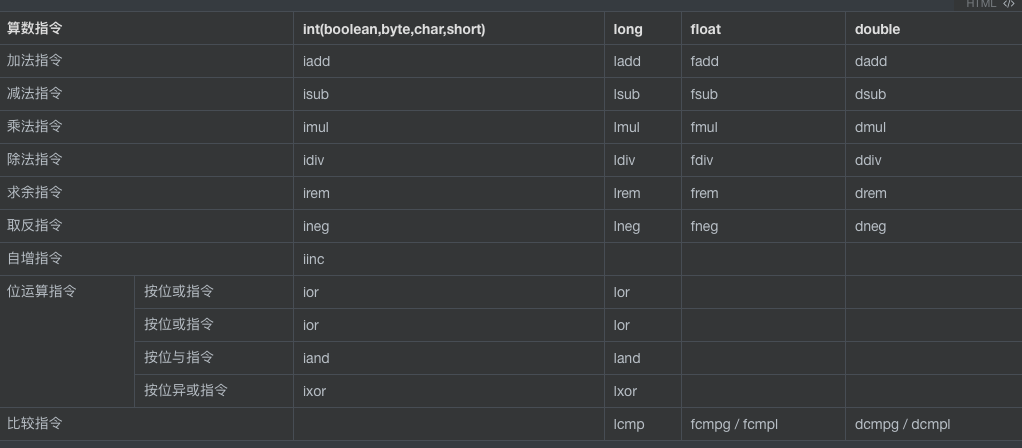 HTML </>
算数指令 int(boolean,byte,char,short) long float double
加法指令 iadd ladd fadd dadd
减法指令 isub lsub fsub dsub
乘法指令 imul lmul fmul dmul
除法指令 idiv ldiv fdiv ddiv
求余指令 irem lrem frem drem
取反指令 ineg lneg fneg dneg
自增指令 iinc
位运算指令 按位或指令 ior lor
按位或指令 ior lor
按位与指令 iand land
按位异或指令 ixor lxor
比较指令 lcmp fcmpg / fcmpl dcmpg / dcmpl